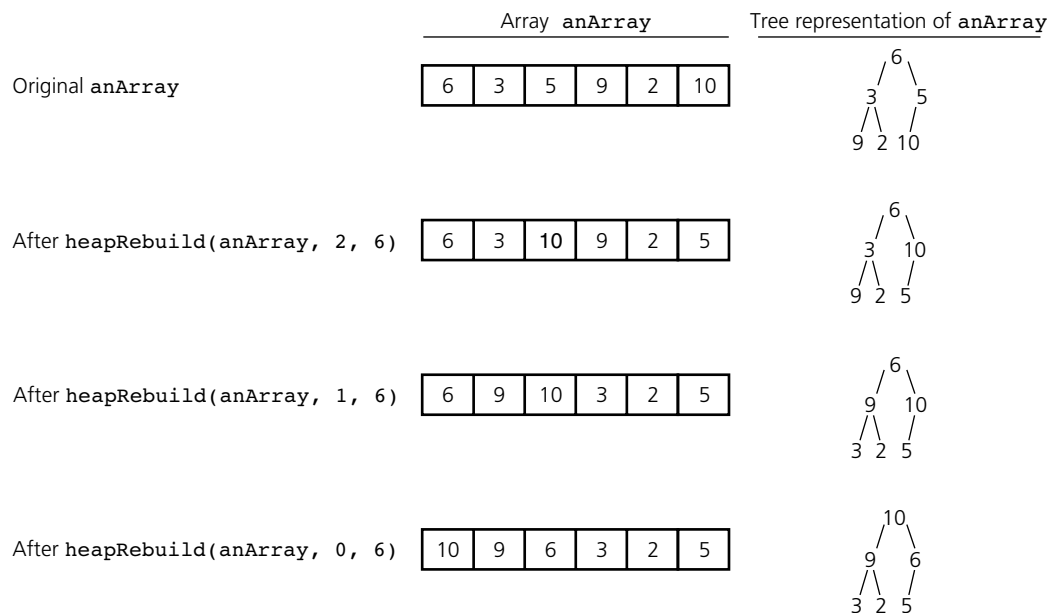 Array anArray Tree representation of anArray
6
Original anArray 6 3 5 9 2 10
3 5
9 2 10
6
After heapRebuild(anArray, 2, 6) 6 3 10 9 2 5
3 10
9 2 5
6
After heapRebuild(anArray, 1, 6) 6 9 10 3 2 5
9 10
3 2 5
10
After heapRebuild(anArray, 0, 6) 10 9 6 3 2 5
9 6
3 2 5